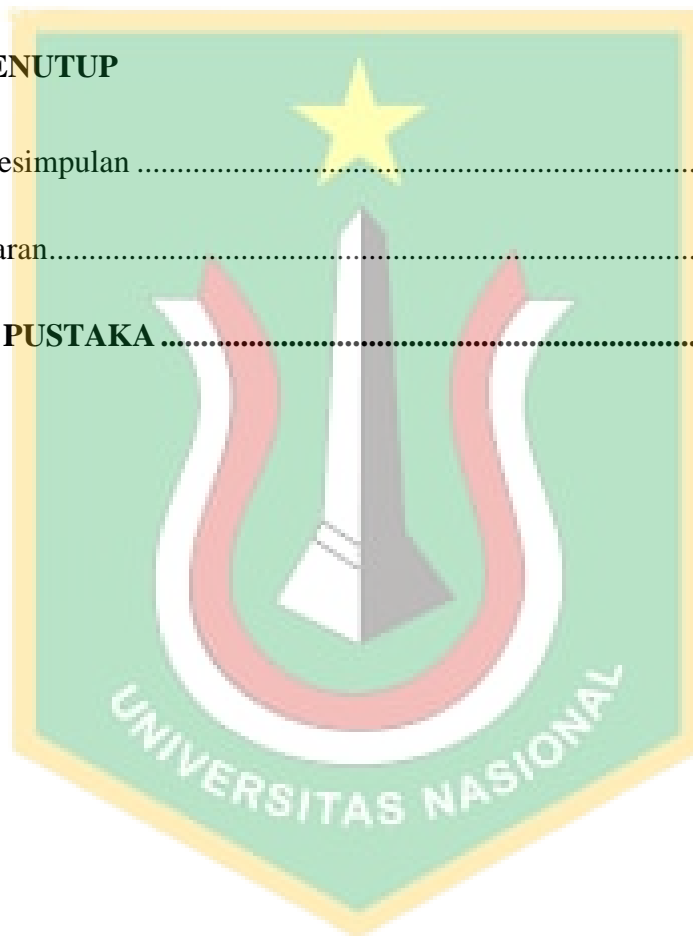 ENUTUP
esimpulan ........................................................................
aran....................................................................................
PUSTAKA ....................................................................
UNIVERSITAS NASIONAL